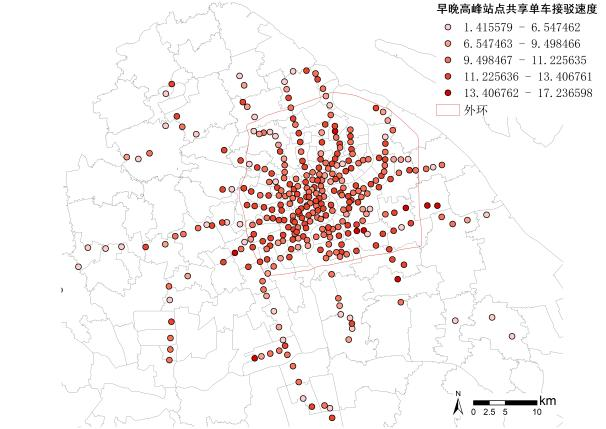 早晚高峰站点共享单车接驳速度
1.415579 - 6.547462
6.547463 - 9.498466
9.498467 - 11.225635
11.225636 - 13.406761
13.406762 - 17.236598
外环
N
km
0 2.5 5 10